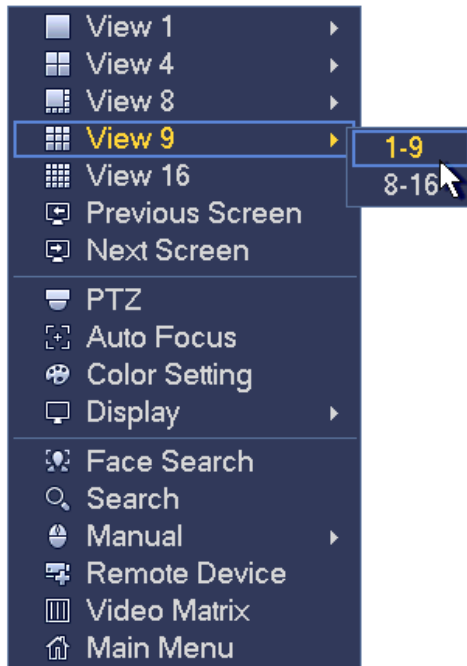 View 1
View 4
View 8
View 9
1-9
View 16
8-16
Previous Screen
Next Screen
PTZ
Auto Focus
Color Setting
Display
Face Search
Search
Manual
Remote Device
Video Matrix
Main Menu